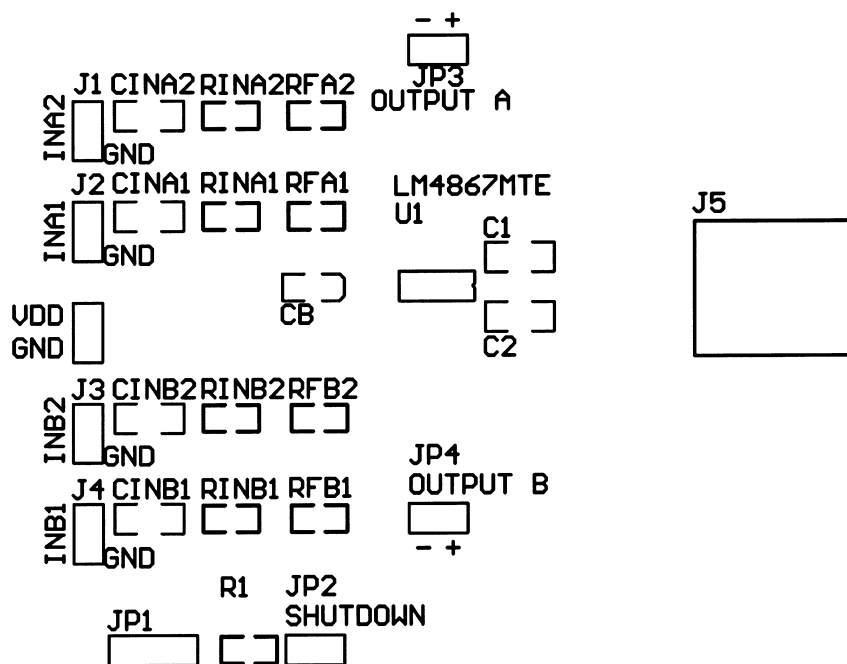 - +
JP3
OUTPUT A
J1 CINA2 RINA2 RFA2
INA2
GND
J2 CINA1 RINA1 RFA1
INA1
GND
LM4867MTE
U1
C1
J5
CB
C2
VDD
GND
J3 CINB2 RINB2 RFB2
INB2
GND
JP4
OUTPUT B
- +
J4 CINB1 RINB1 RFB1
INB1
GND
R1
JP2
SHUTDOWN
JP1